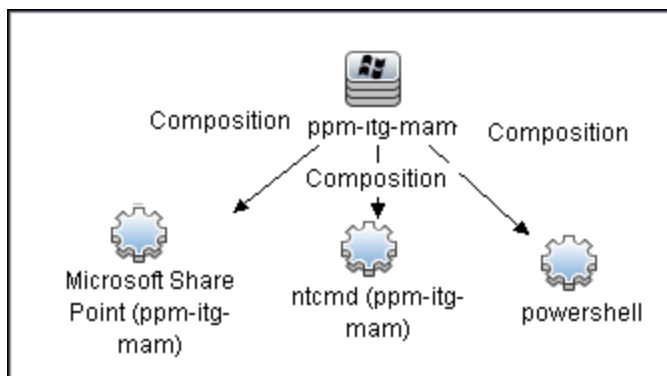 Composition
ppm-itg-mam
Composition
Composition
Microsoft Share
Point (ppm-itg-
mam)
ntcmd (ppm-itg-
mam)
powershell